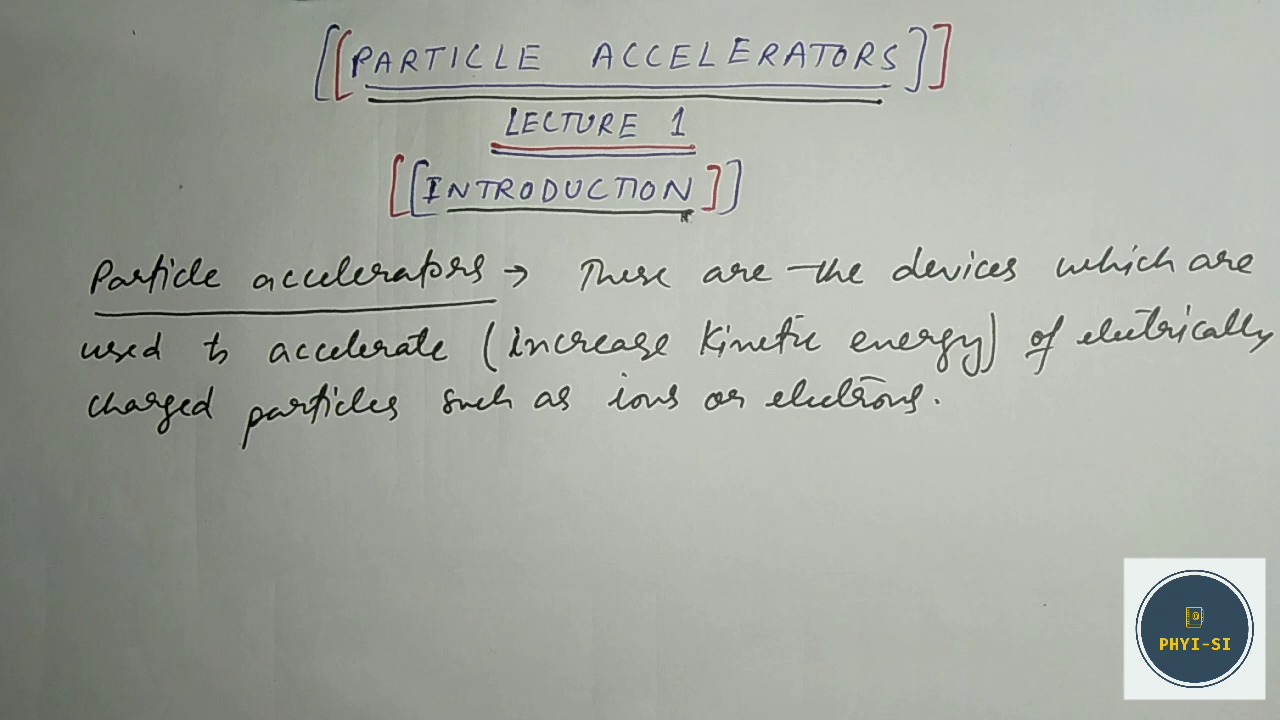 [[PARTICLE ACCELERATORS]]
LECTURE 1
[[INTRODUCTION]]
Particle accelerators → These are the devices which are
used to accelerate (increase kinetic energy) of electrically
charged particles such as ions or electrons.
PHYI-SI